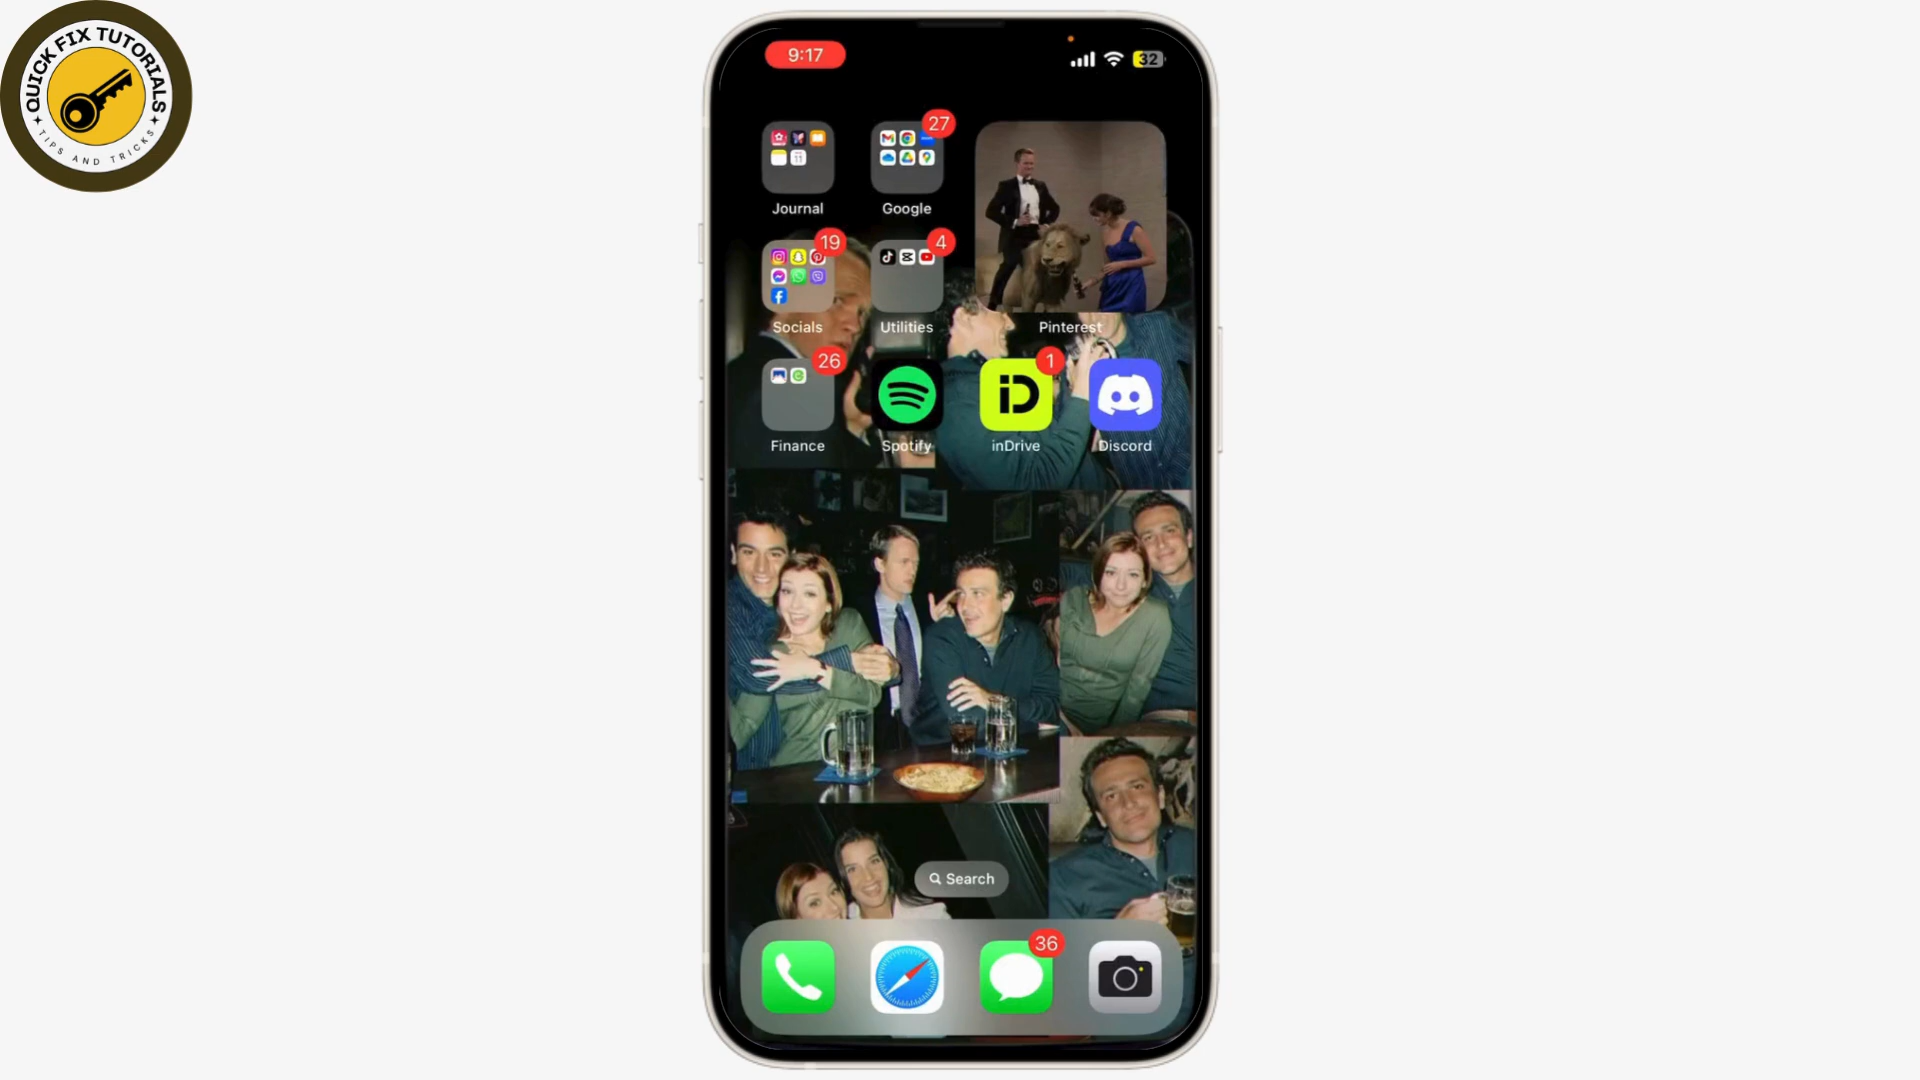 QUICK FIX TUTORIALS
TIPS AND TRICKS
9:17
32
27
Journal
Google
19
4
Socials
Utilities
Pinterest
26
1
Finance
Spotify
inDrive
Discord
Search
36